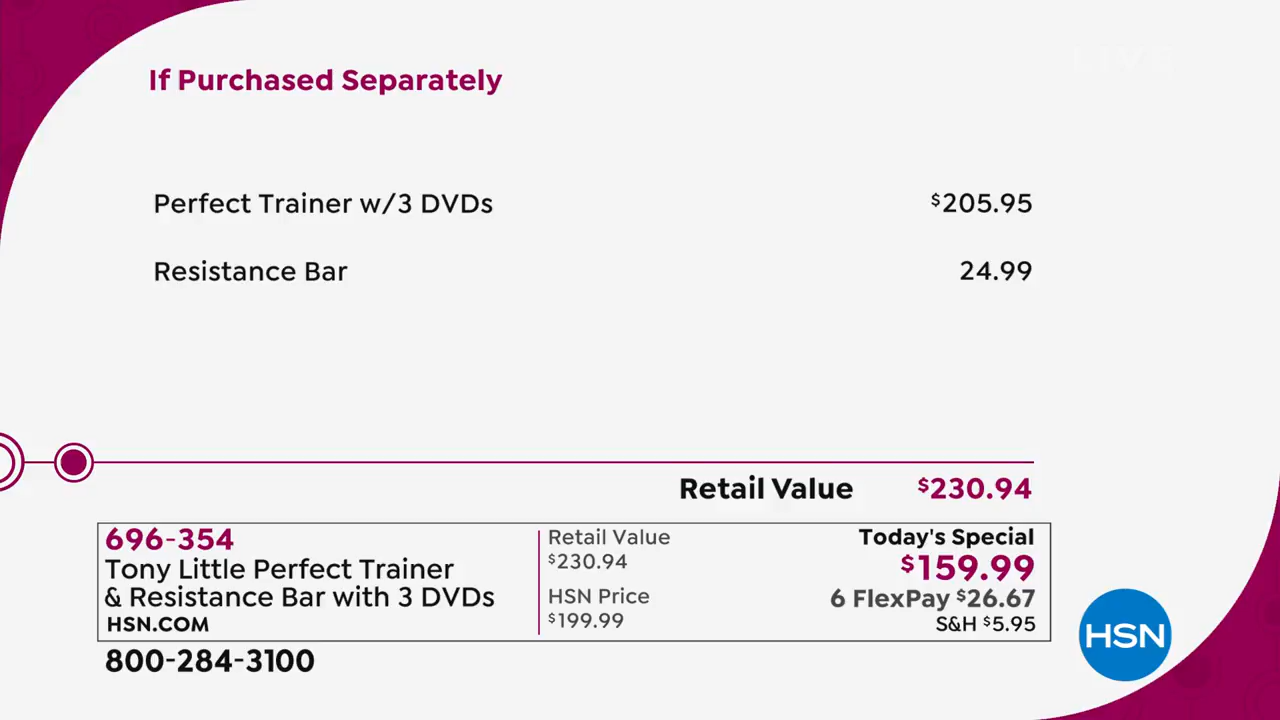 LIVE
If Purchased Separately
Perfect Trainer w/3 DVDs $205.95
Resistance Bar 24.99
Retail Value $230.94
696-354
Tony Little Perfect Trainer
& Resistance Bar with 3 DVDs
HSN.COM
Retail Value
$230.94
HSN Price
$199.99
Today's Special
$159.99
6 FlexPay $26.67
S&H $5.95
800-284-3100
HSN